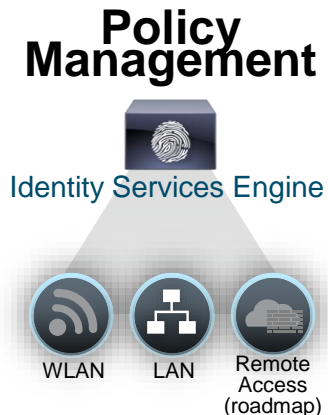 Policy
Management
Identity Services Engine
WLAN
LAN
Remote
Access
(roadmap)